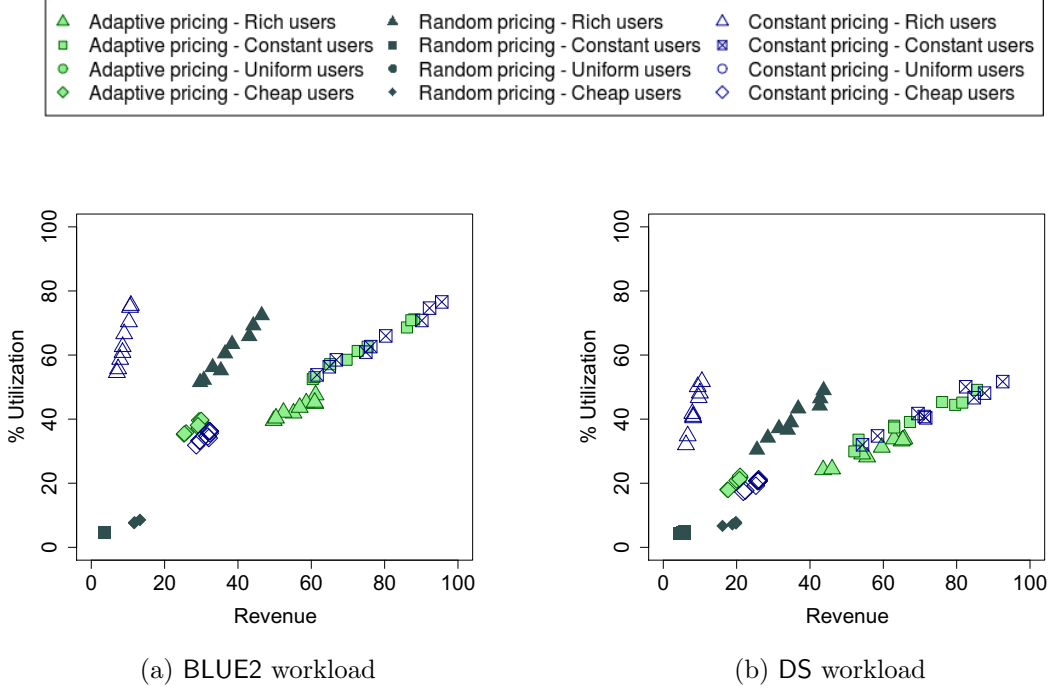 Adaptive pricing - Rich users Random pricing - Rich users Constant pricing - Rich users
Adaptive pricing - Constant users Random pricing - Constant users Constant pricing - Constant users
Adaptive pricing - Uniform users Random pricing - Uniform users Constant pricing - Uniform users
Adaptive pricing - Cheap users Random pricing - Cheap users Constant pricing - Cheap users
% Utilization
100
80
60
40
20
0
0 20 40 60 80 100
Revenue
(a) BLUE2 workload
% Utilization
100
80
60
40
20
0
0 20 40 60 80 100
Revenue
(b) DS workload